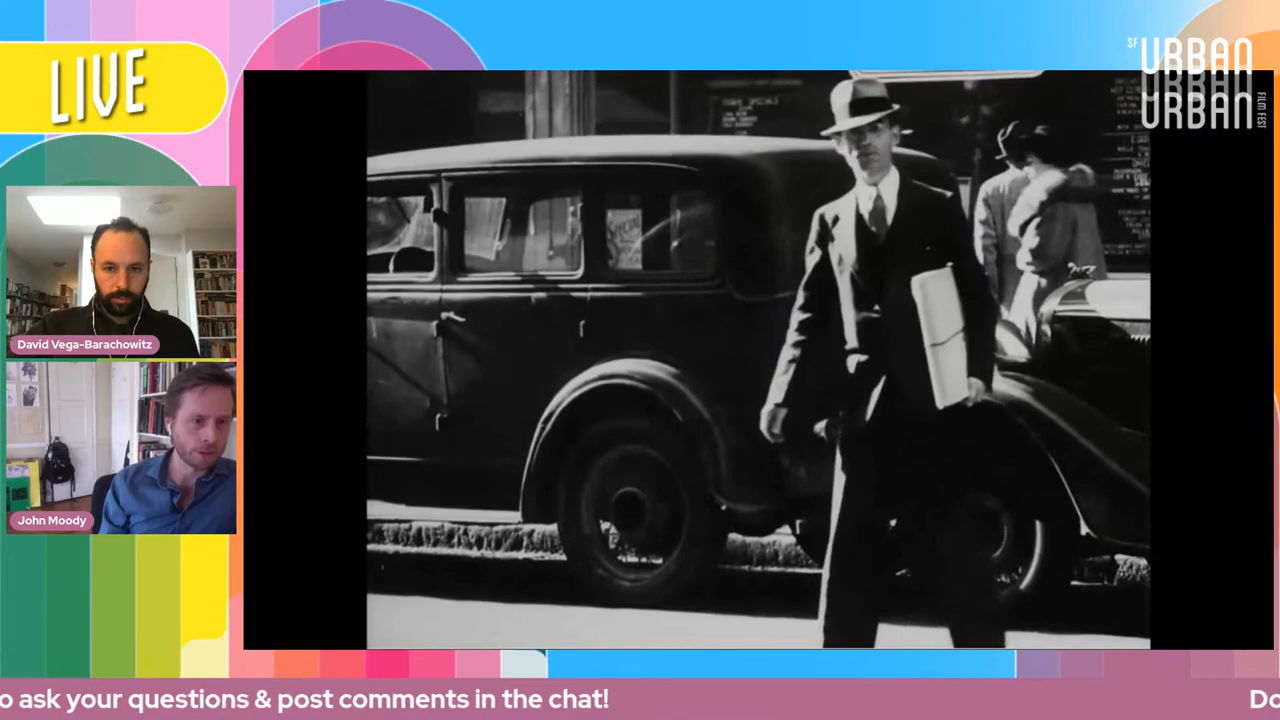 LIVE
SF URBAN
URBAN FILM FEST
David Vega-Barachowitz
John Moody
SPECIAL
o ask your questions & post comments in the chat!
Do